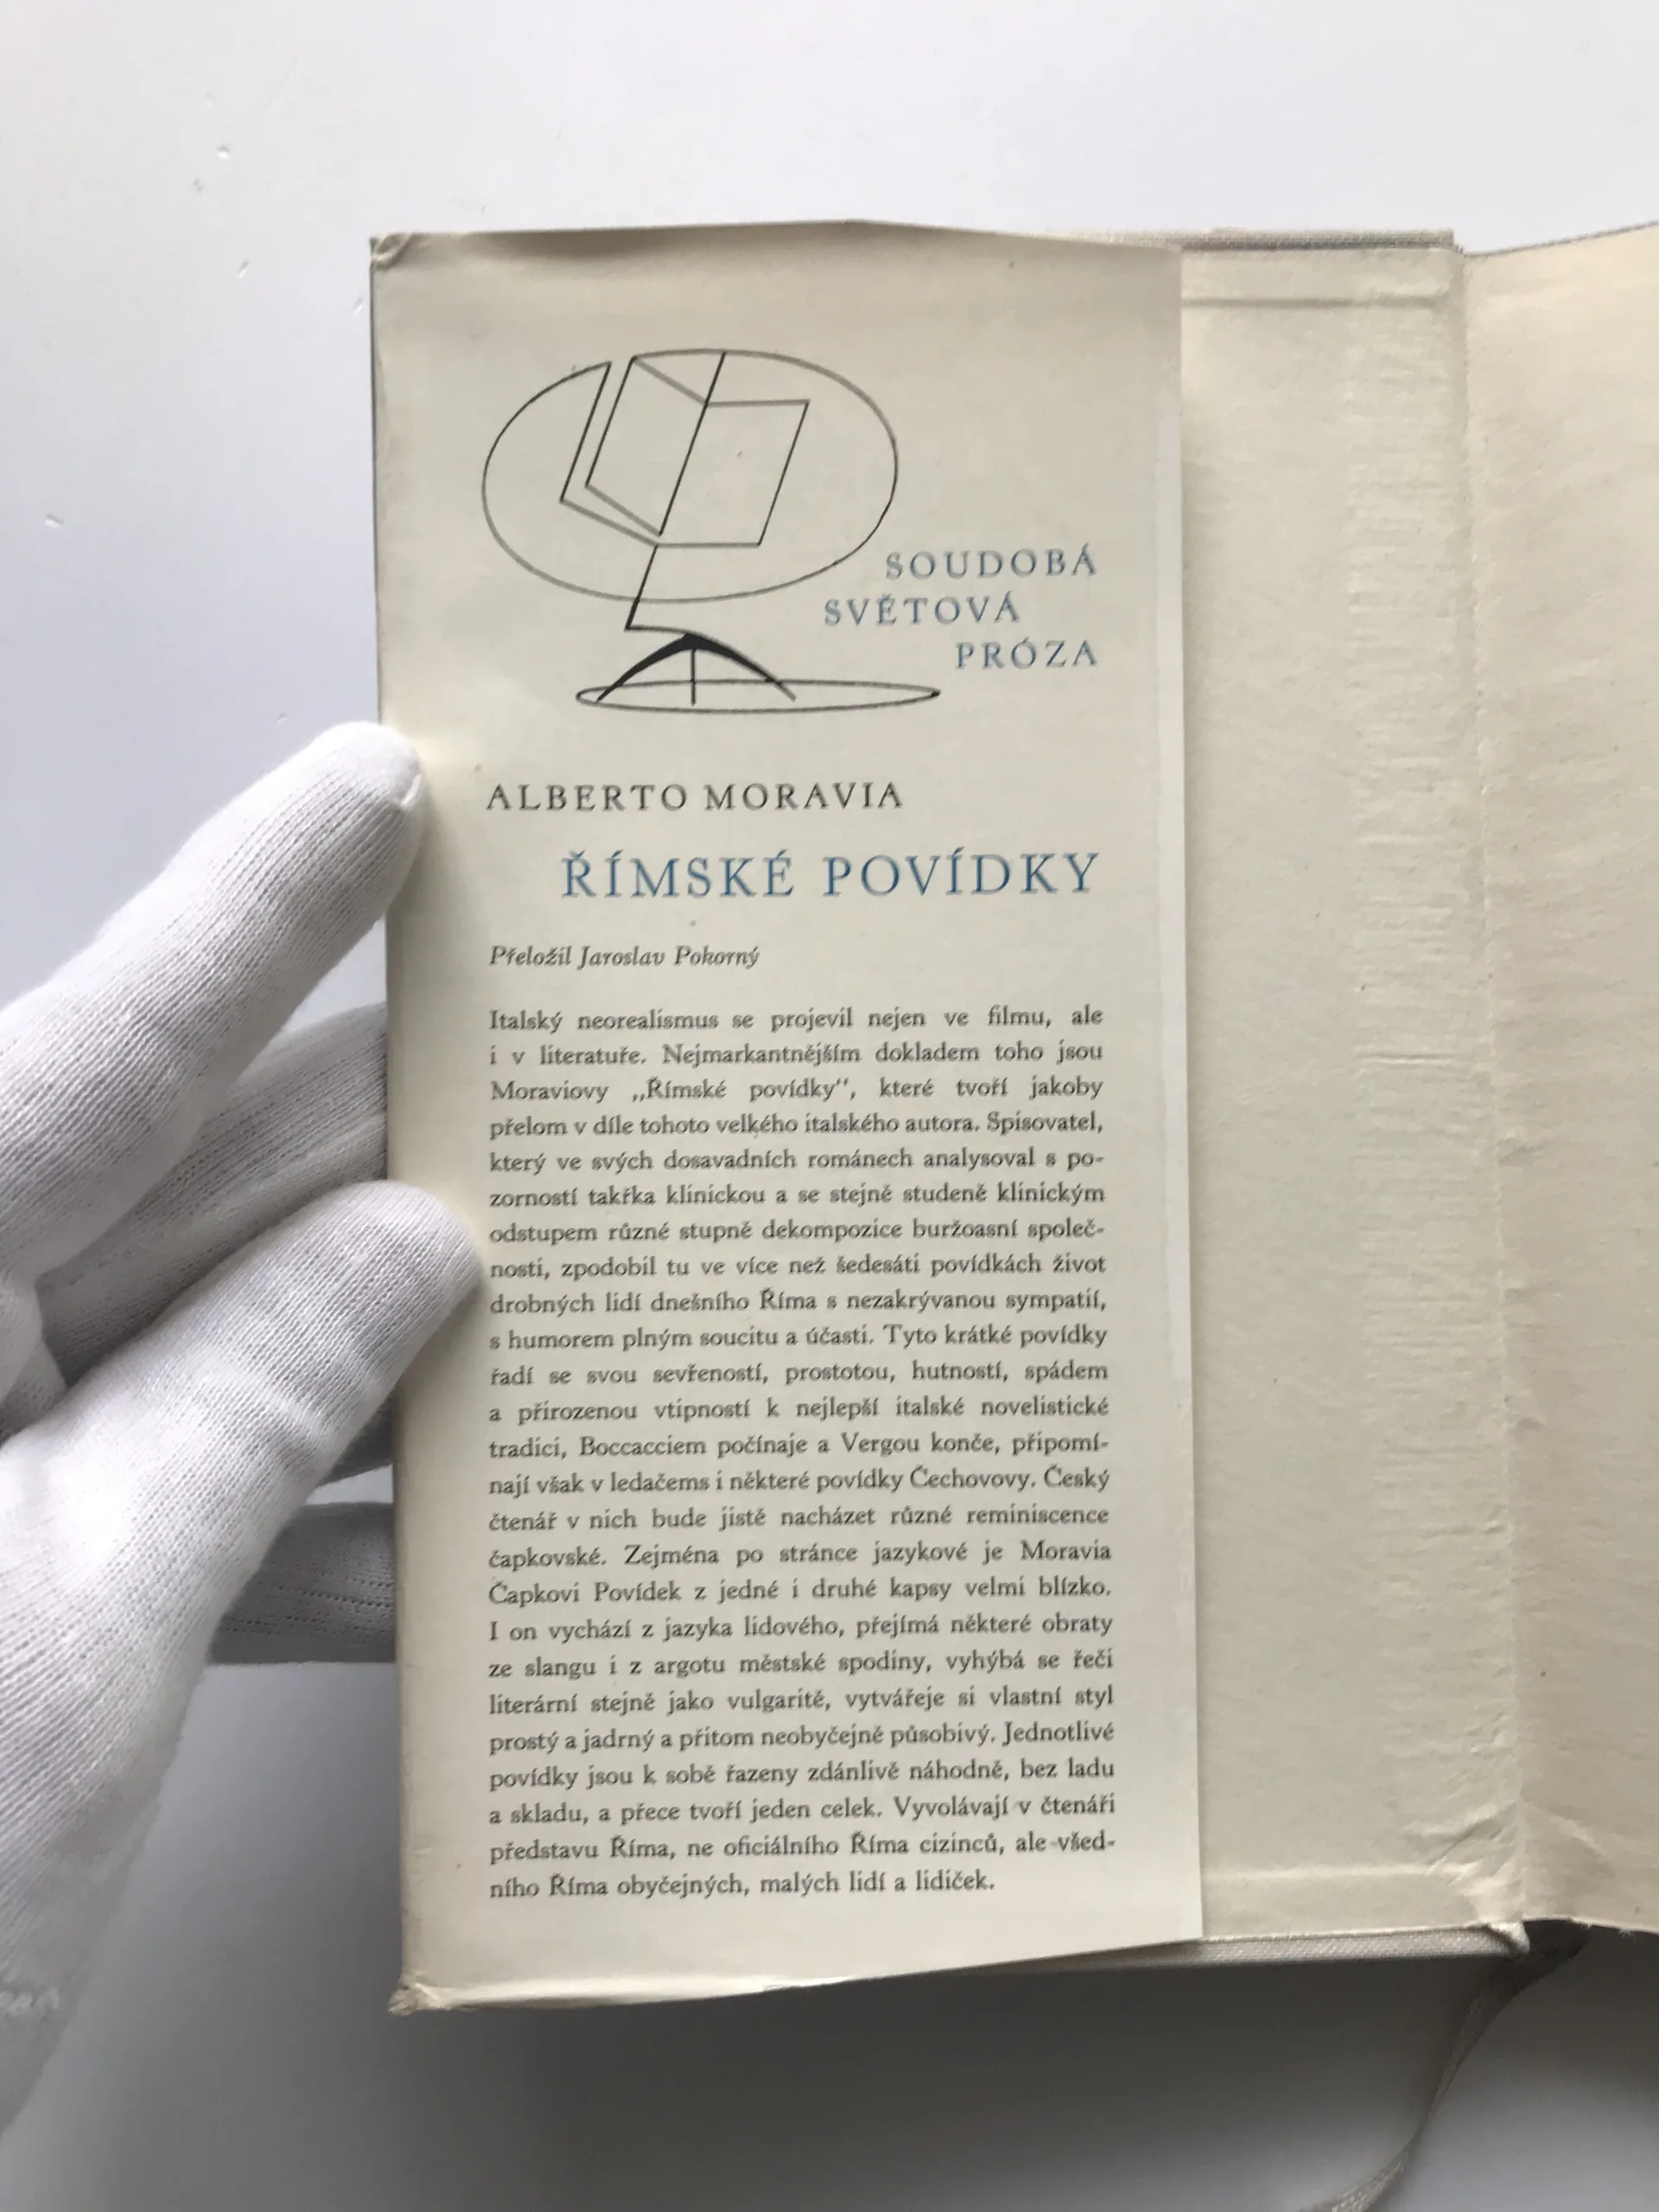 SOUDOBÁ
SVĚTOVÁ
PRÓZA
ALBERTO MORAVIA
ŘÍMSKÉ POVÍDKY
Přeložil Jaroslav Pokorný
Italský neorealismus se projevil nejen ve filmu, ale
i v literatuře. Nejmarkantnějším dokladem toho jsou
Moraviovy „Římské povídky“, které tvoří jakoby
přelom v díle tohoto velkého italského autora. Spisovatel,
který ve svých dosavadních románech analysoval s po-
zorností takřka klinickou a se stejně studeně klinickým
odstupem různé stupně dekompozice buržoasní společ-
nosti, zpodobil tu ve více než šedesáti povídkách život
drobných lidí dnešního Říma s nezakrývanou sympatií,
s humorem plným soucitu a účasti. Tyto krátké povídky
řadí se svou sevřeností, prostotou, hutností, spádem
a přirozenou vtipností k nejlepší italské novelistické
tradici, Boccacciem počínaje a Vergou konče, připomí-
nají však v ledačems i některé povídky Čechovovy. Český
čtenář v nich bude jistě nacházet různé reminiscence
čapkovské. Zejména po stránce jazykové je Moravia
Čapkovi Povídek z jedné i druhé kapsy velmi blízko.
I on vychází z jazyka lidového, přejímá některé obraty
ze slangu i z argotu městské spodiny, vyhýbá se řeči
literární stejně jako vulgaritě, vytvářeje si vlastní styl
prostý a jadrný a přitom neobyčejně působivý. Jednotlivé
povídky jsou k sobě řazeny zdánlivě náhodně, bez ladu
a skladu, a přece tvoří jeden celek. Vyvolávají v čtenáři
představu Říma, ne oficiálního Říma cizinců, ale všed-
ního Říma obyčejných, malých lidí a lidiček.